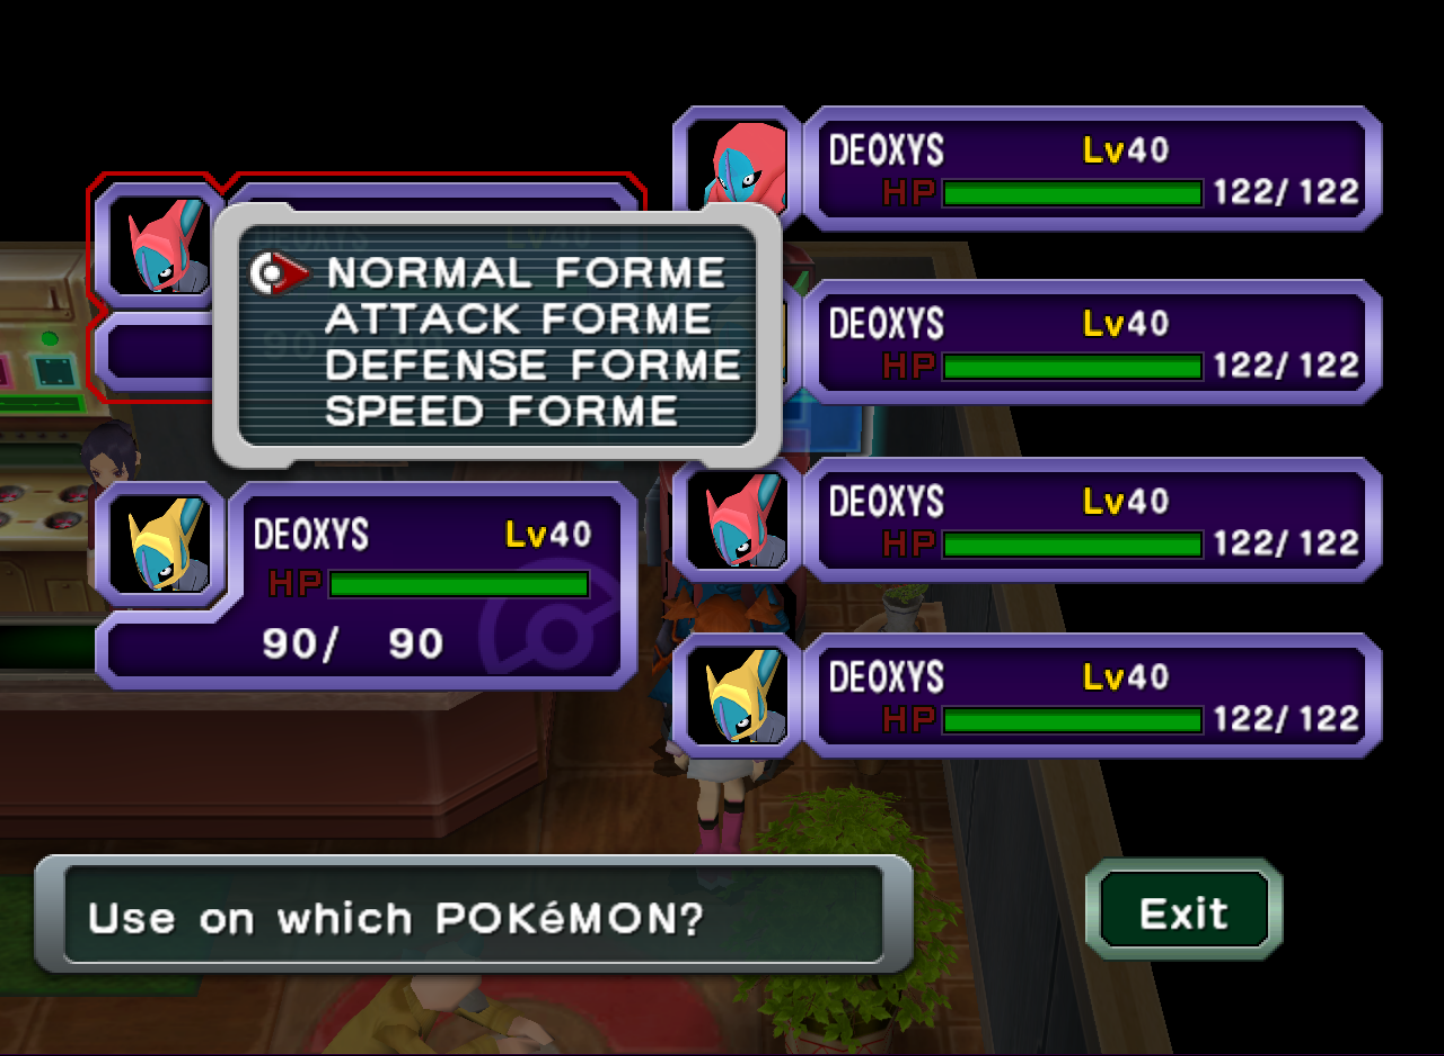 DEOXYS Lv40
NORMAL FORME
ATTACK FORME
DEFENSE FORME
SPEED FORME
DEOXYS Lv40
HP
90/ 90
DEOXYS Lv40
HP 122/ 122
DEOXYS Lv40
HP 122/ 122
DEOXYS Lv40
HP 122/ 122
DEOXYS Lv40
HP 122/ 122
Use on which POKéMON?
Exit